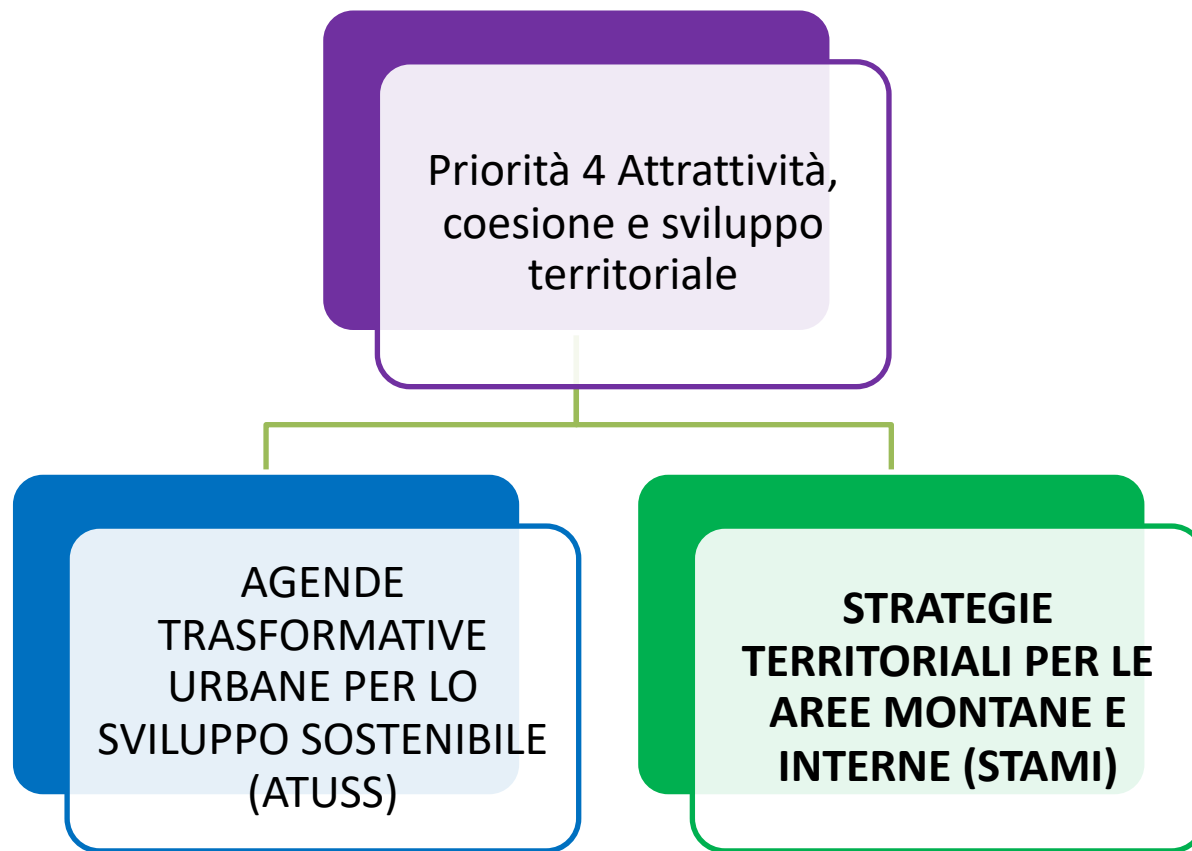 Priorità 4 Attrattività,
coesione e sviluppo
territoriale
AGENDE
TRASFORMATIVE
URBANE PER LO
SVILUPPO SOSTENIBILE
(ATUSS)
STRATEGIE
TERRITORIALI PER LE
AREE MONTANE E
INTERNE (STAMI)